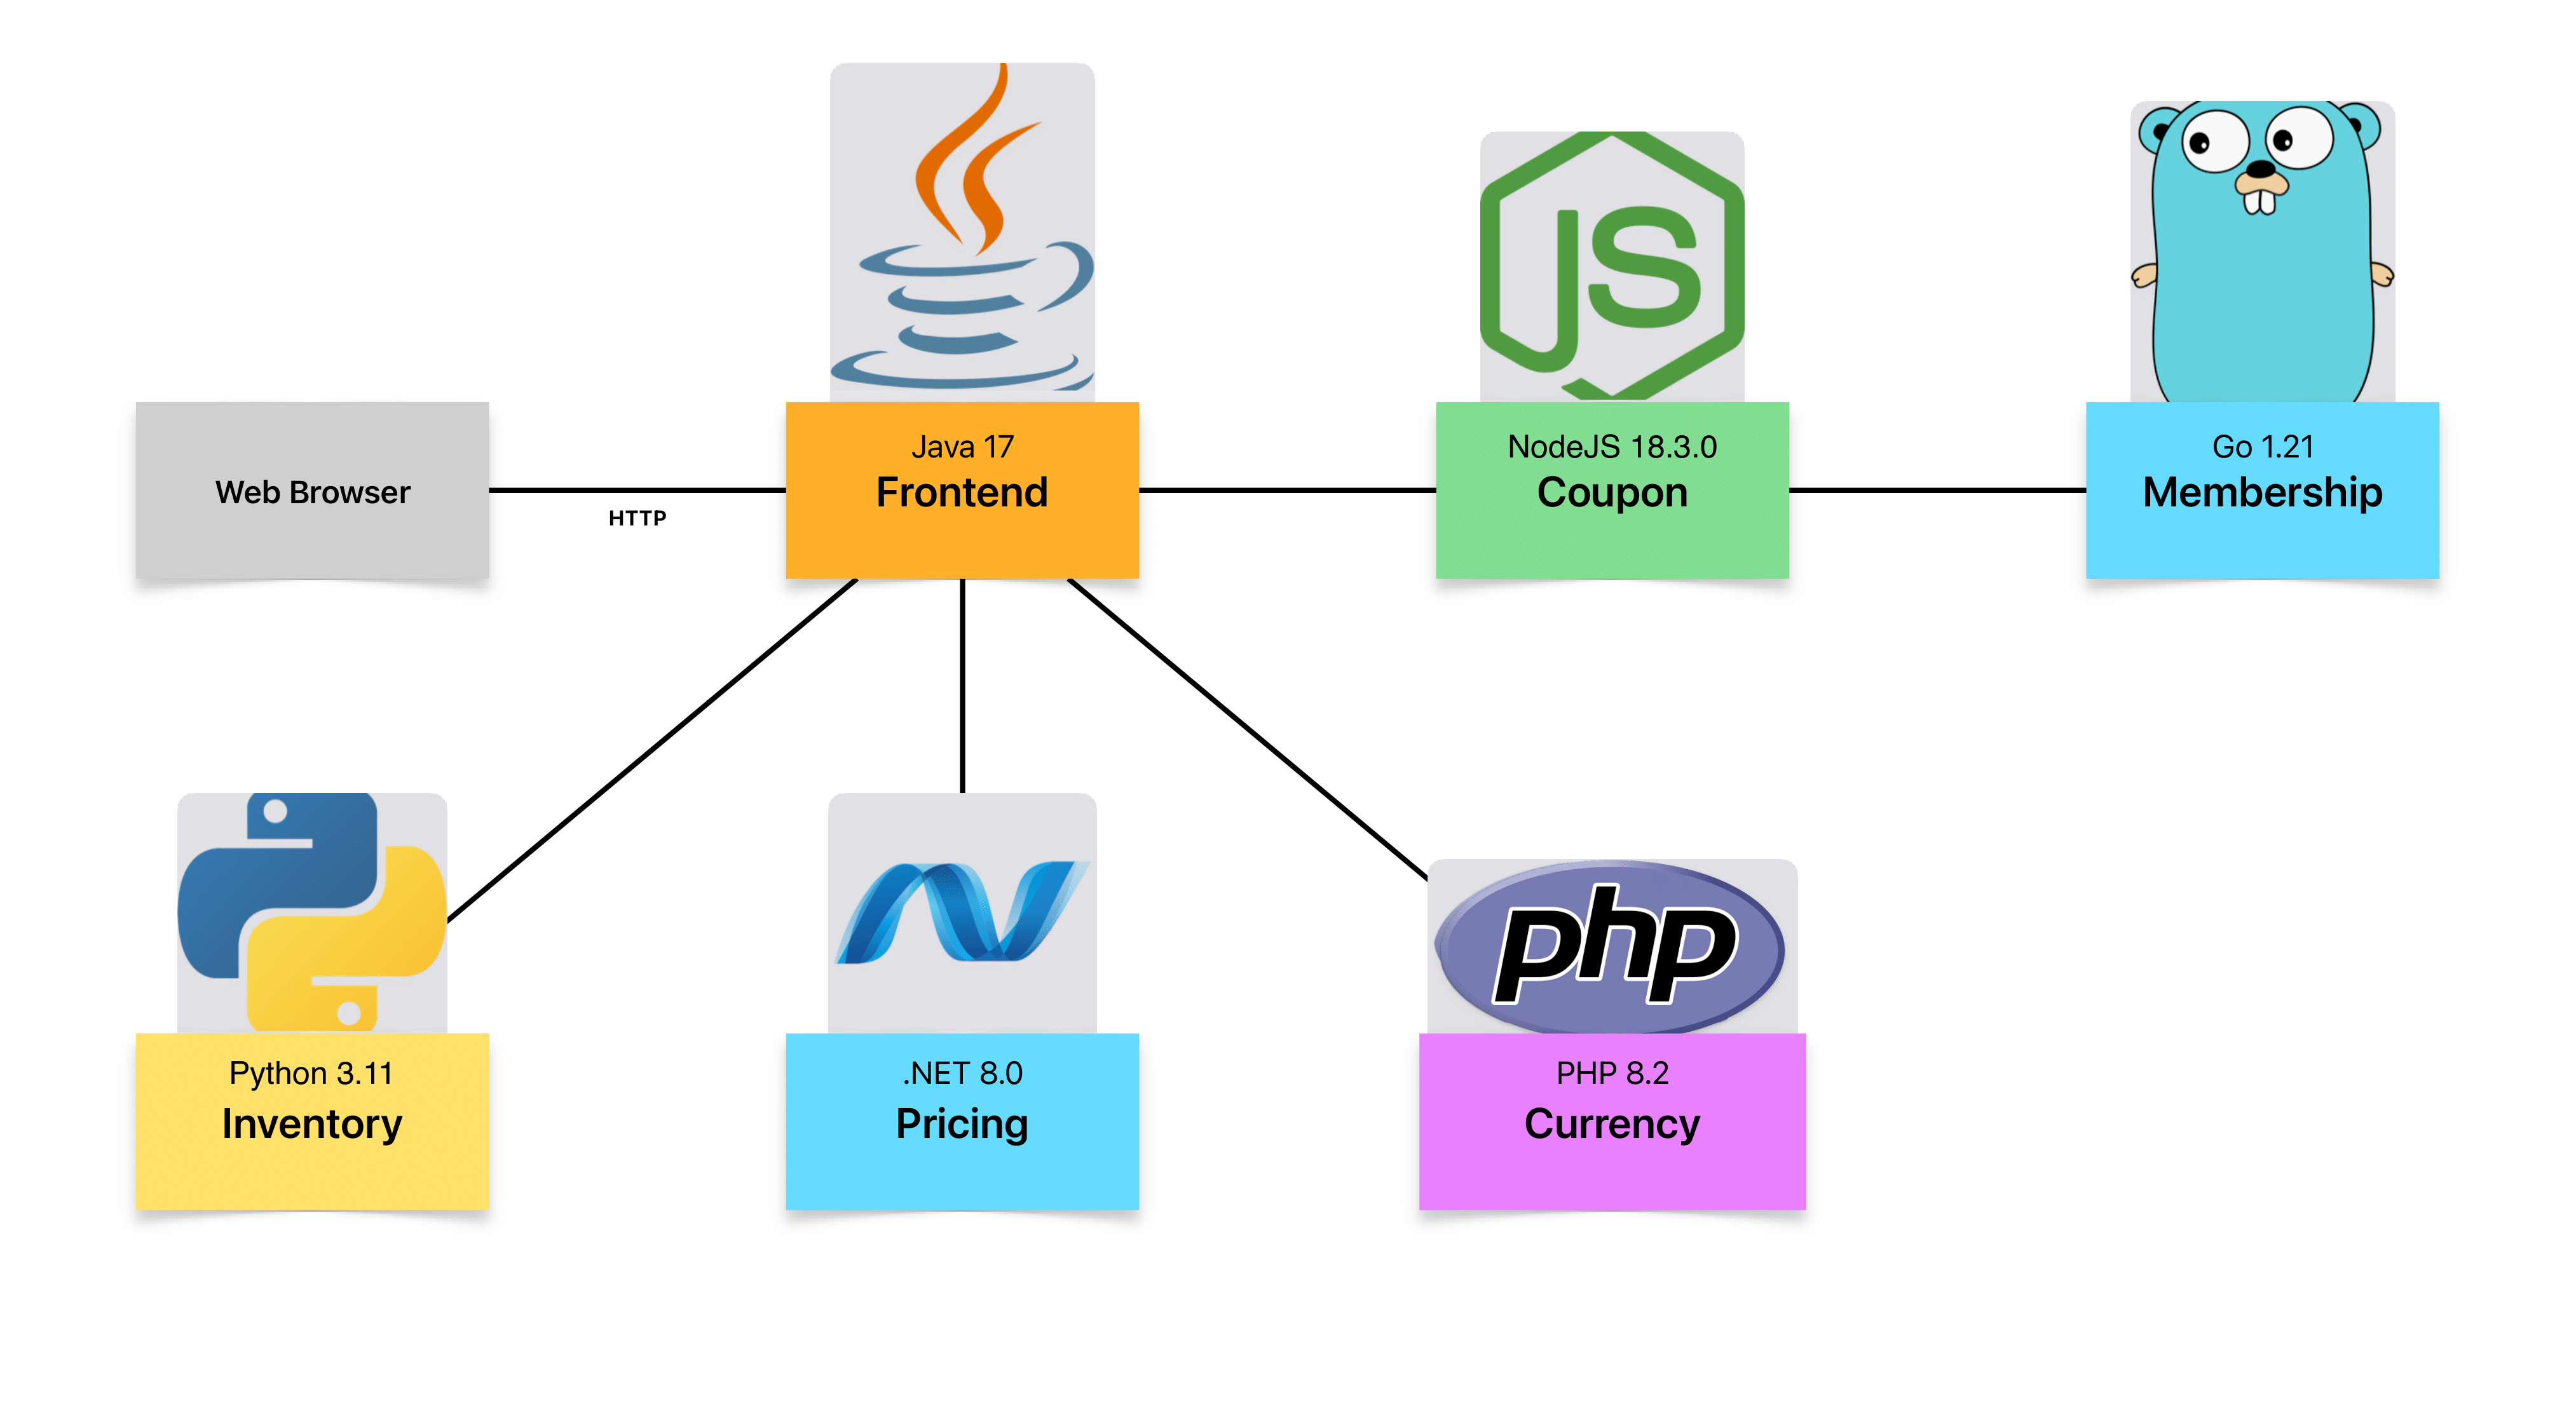 JS
Java 17
Frontend
NodeJS 18.3.0
Coupon
Go 1.21
Membership
Web Browser
HTTP
php
Python 3.11
Inventory
.NET 8.0
Pricing
PHP 8.2
Currency